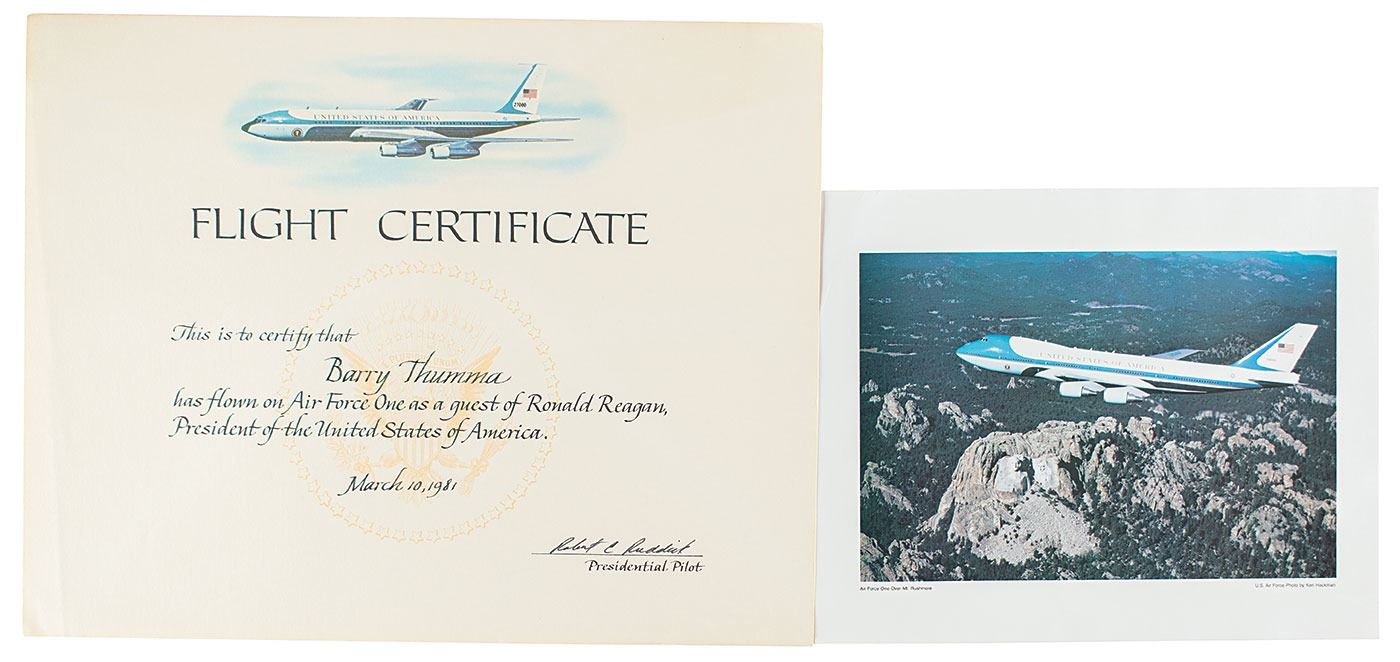 UNITED STATES OF AMERICA
27000
FLIGHT CERTIFICATE
This is to certify that
Barry Thumma
has flown on Air Force One as a guest of Ronald Reagan,
President of the United States of America.
March 10, 1981
Robert E Ruddick
Presidential Pilot
UNITED STATES OF AMERICA
Air Force One Over Mt. Rushmore
U.S. Air Force Photo by Ken Hackman